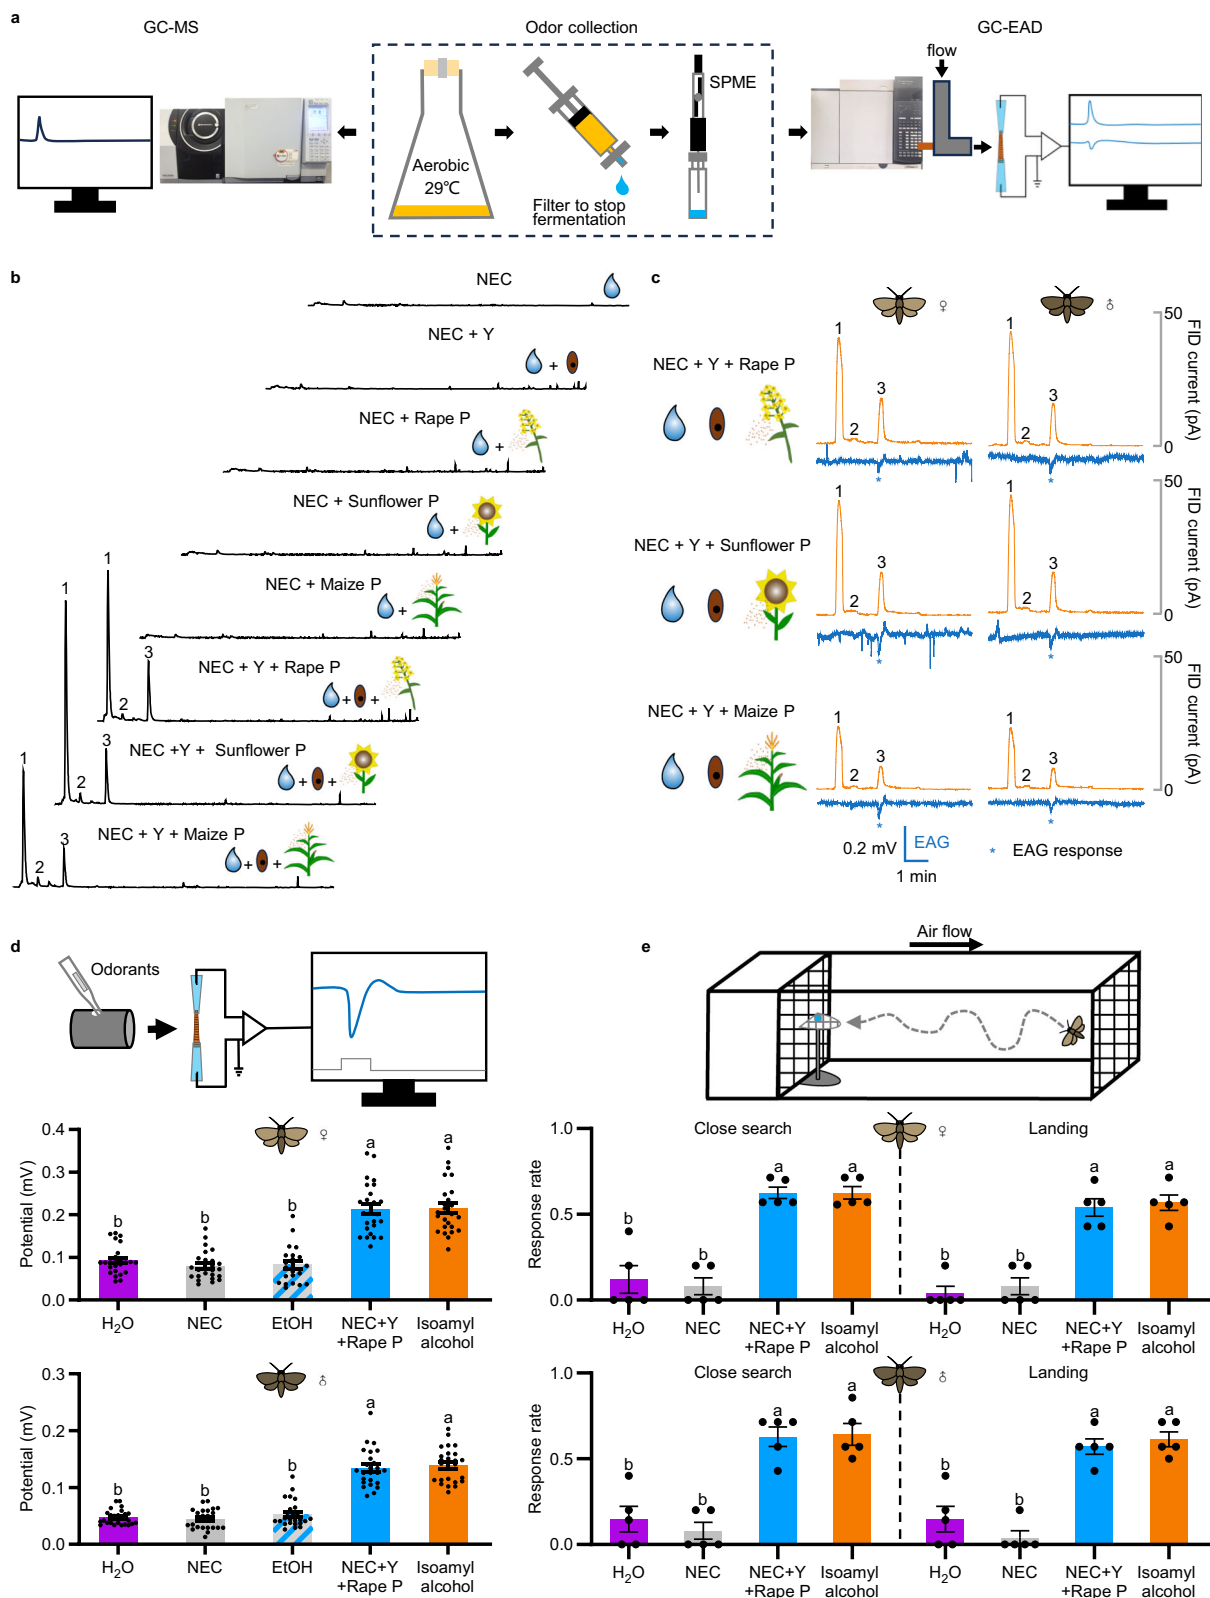 a
GC-MS
Odor collection
GC-EAD
flow
SPME
Aerobic
29℃
Filter to stop
fermentation
b
NEC
NEC + Y
+
NEC + Rape P
+
NEC + Sunflower P
+
NEC + Maize P
+
1
1
NEC + Y + Rape P
3
2
+ +
1
3
NEC +Y + Sunflower P
2
+ +
NEC + Y + Maize P
3
2
+ +
c
♀
♂
50
FID current (pA)
0
NEC + Y + Rape P
1
2
3
*
1
2
3
*
50
FID current (pA)
0
NEC + Y + Sunflower P
1
2
3
*
1
2
3
*
50
FID current (pA)
0
NEC + Y + Maize P
1
2
3
*
1
2
3
*
0.2 mV
EAG
1 min
* EAG response
d
Odorants
♀
Potential (mV)
0.4
0.3
0.2
0.1
0.0
b
b
b
a
a
H₂O
NEC
EtOH
NEC+Y
+Rape P
Isoamyl
alcohol
♂
Potential (mV)
0.3
0.2
0.1
0.0
b
b
b
a
a
H₂O
NEC
EtOH
NEC+Y
+Rape P
Isoamyl
alcohol
e
Air flow
Close search
♀
Landing
Response rate
1.0
0.5
0.0
b
b
a
a
b
b
a
a
H₂O
NEC
NEC+Y
+Rape P
Isoamyl
alcohol
H₂O
NEC
NEC+Y
+Rape P
Isoamyl
alcohol
Close search
♂
Landing
Response rate
1.0
0.5
0.0
b
b
a
a
b
b
a
a
H₂O
NEC
NEC+Y
+Rape P
Isoamyl
alcohol
H₂O
NEC
NEC+Y
+Rape P
Isoamyl
alcohol